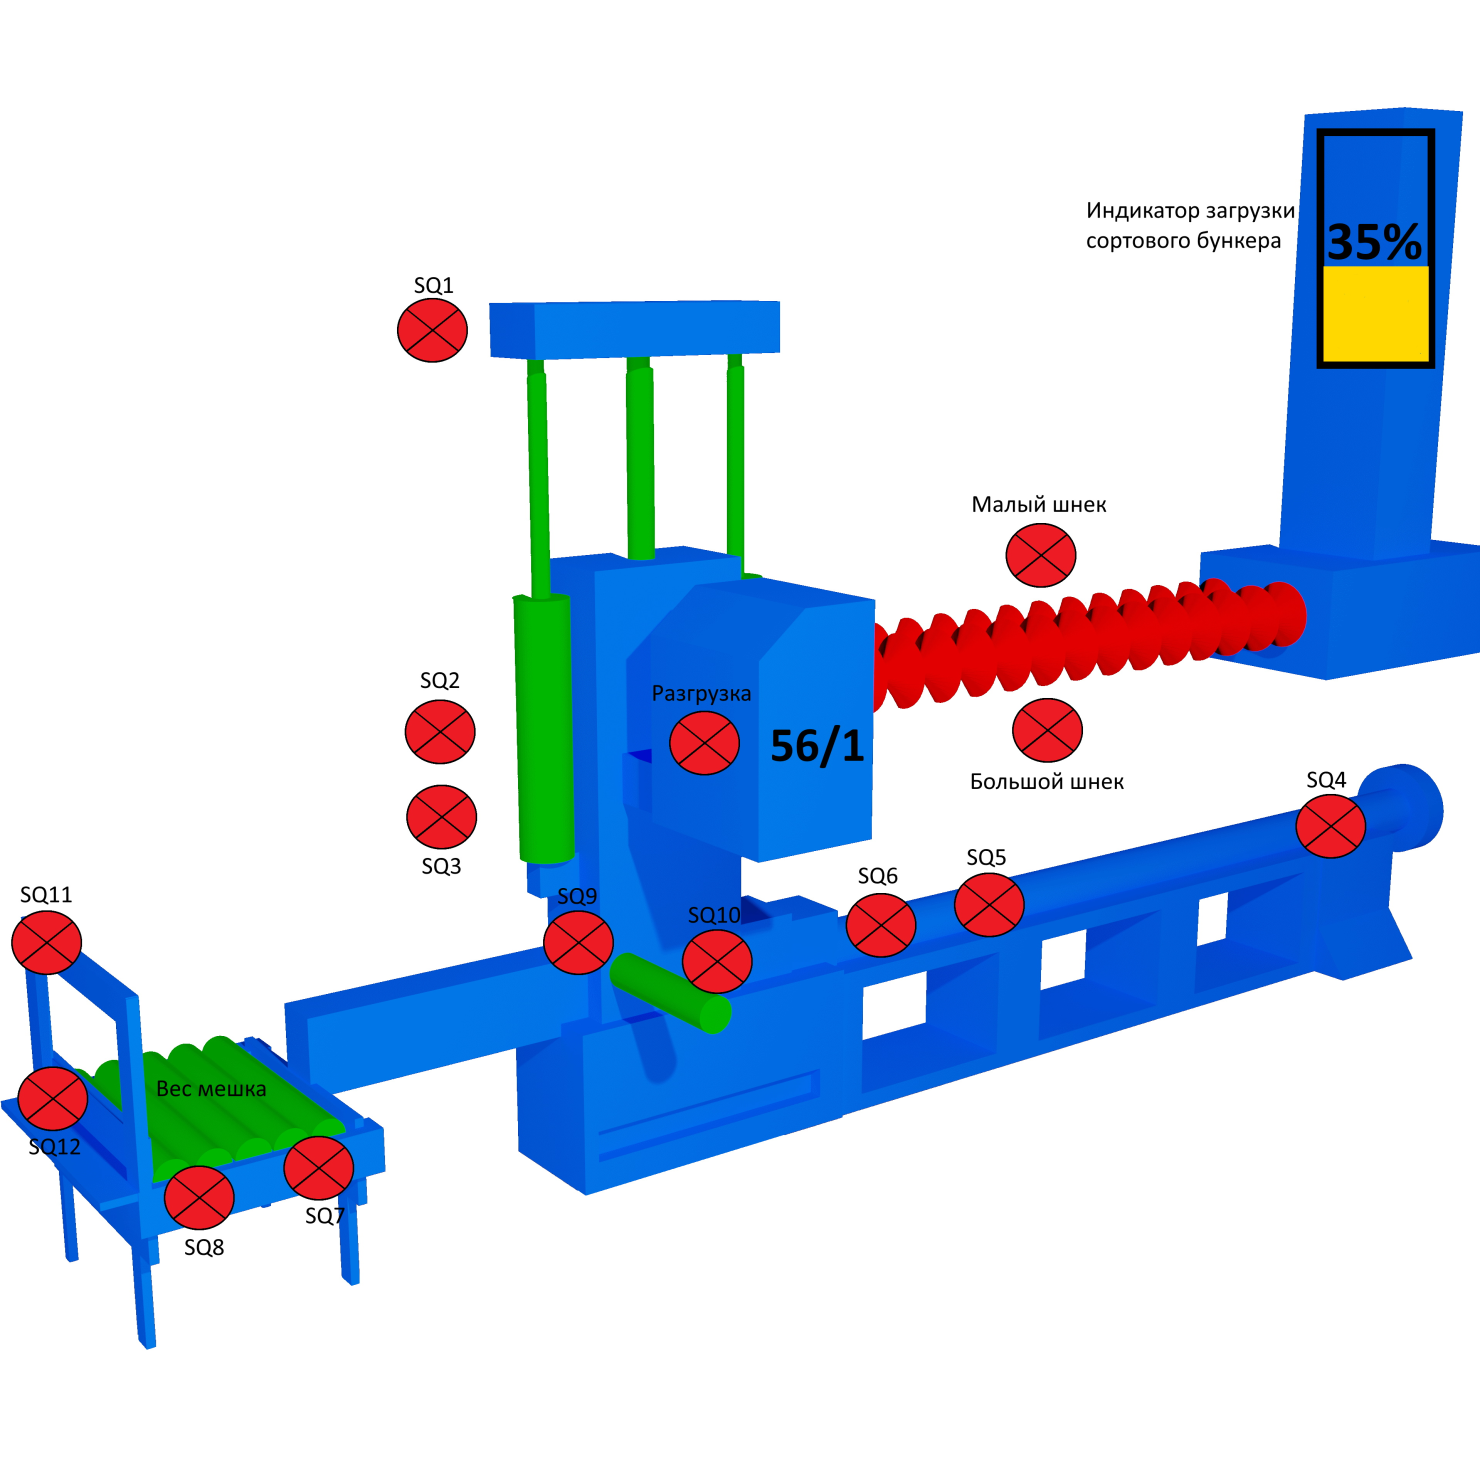 Индикатор загрузки
сортового бункера
35%
SQ1
Малый шнек
SQ2
Разгрузка
56/1
Большой шнек
SQ4
SQ3
SQ5
SQ6
SQ11
SQ9
SQ10
Вес мешка
SQ12
SQ7
SQ8